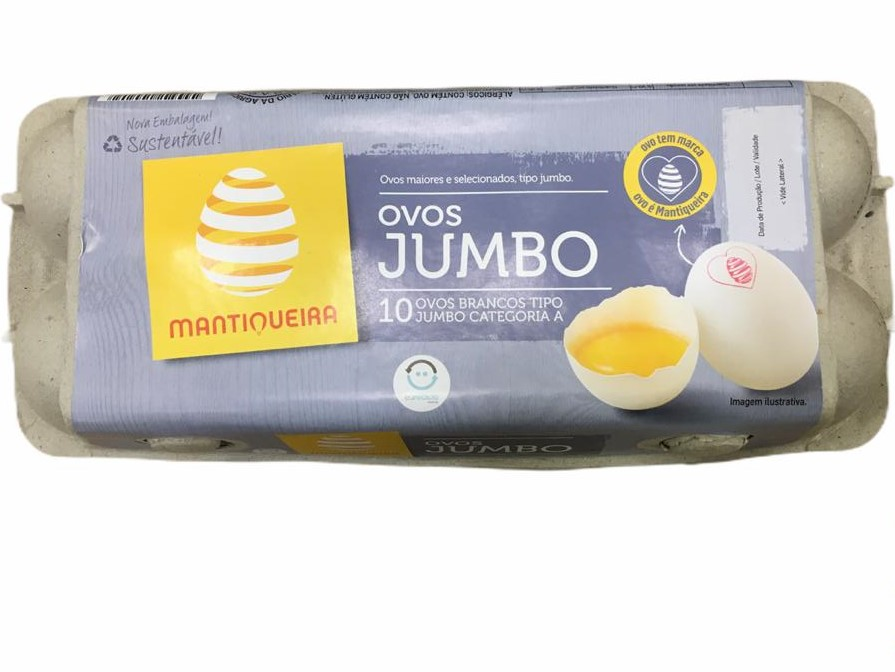 ALÉRGICOS: CONTÉM OVO. NÃO CONTÉM GLÚTEN
Nova Embalagem!
Sustentável!
MANTIQUEIRA
Ovos maiores e selecionados, tipo jumbo.
OVOS
JUMBO
10 OVOS BRANCOS TIPO
JUMBO CATEGORIA A
ovo tem marca
ovo é Mantiqueira
Data de Produção / Lote / Validade
< Vide Lateral >
Imagem ilustrativa.
OVOS
JUMBO